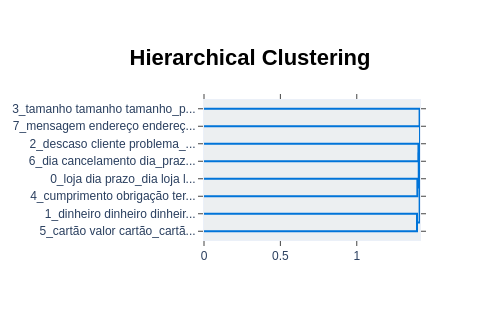 Hierarchical Clustering
3_tamanho tamanho tamanho_p...
7_mensagem endereço endereç...
2_descaso cliente problema_...
6_dia cancelamento dia_praz...
0_loja dia prazo_dia loja l...
4_cumprimento obrigação ter...
1_dinheiro dinheiro dinheir...
5_cartão valor cartão_cartã...
0 0.5 1